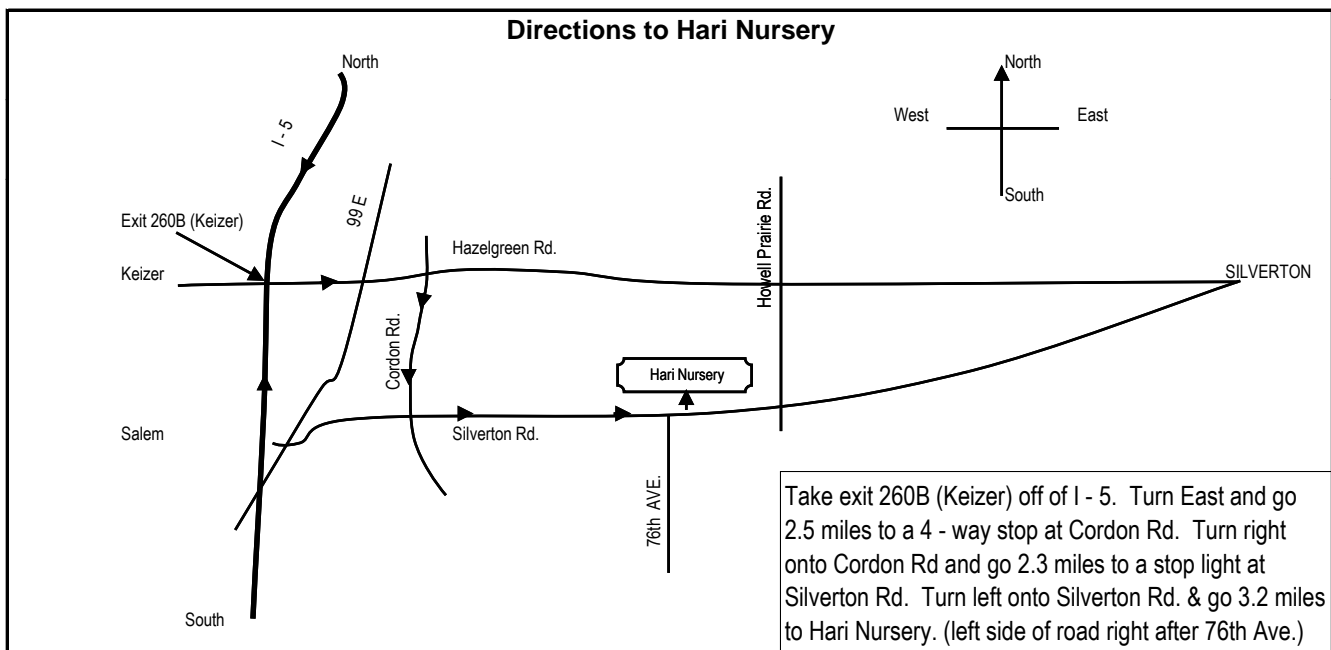 Directions to Hari Nursery
North
North
I - 5
West
East
99 E
South
Howell Prairie Rd.
Exit 260B (Keizer)
Hazelgreen Rd.
Keizer
SILVERTON
Cordon Rd.
Hari Nursery
Salem
Silverton Rd.
76th AVE.
South
Take exit 260B (Keizer) off of I - 5. Turn East and go
2.5 miles to a 4 - way stop at Cordon Rd. Turn right
onto Cordon Rd and go 2.3 miles to a stop light at
Silverton Rd. Turn left onto Silverton Rd. & go 3.2 miles
to Hari Nursery. (left side of road right after 76th Ave.)